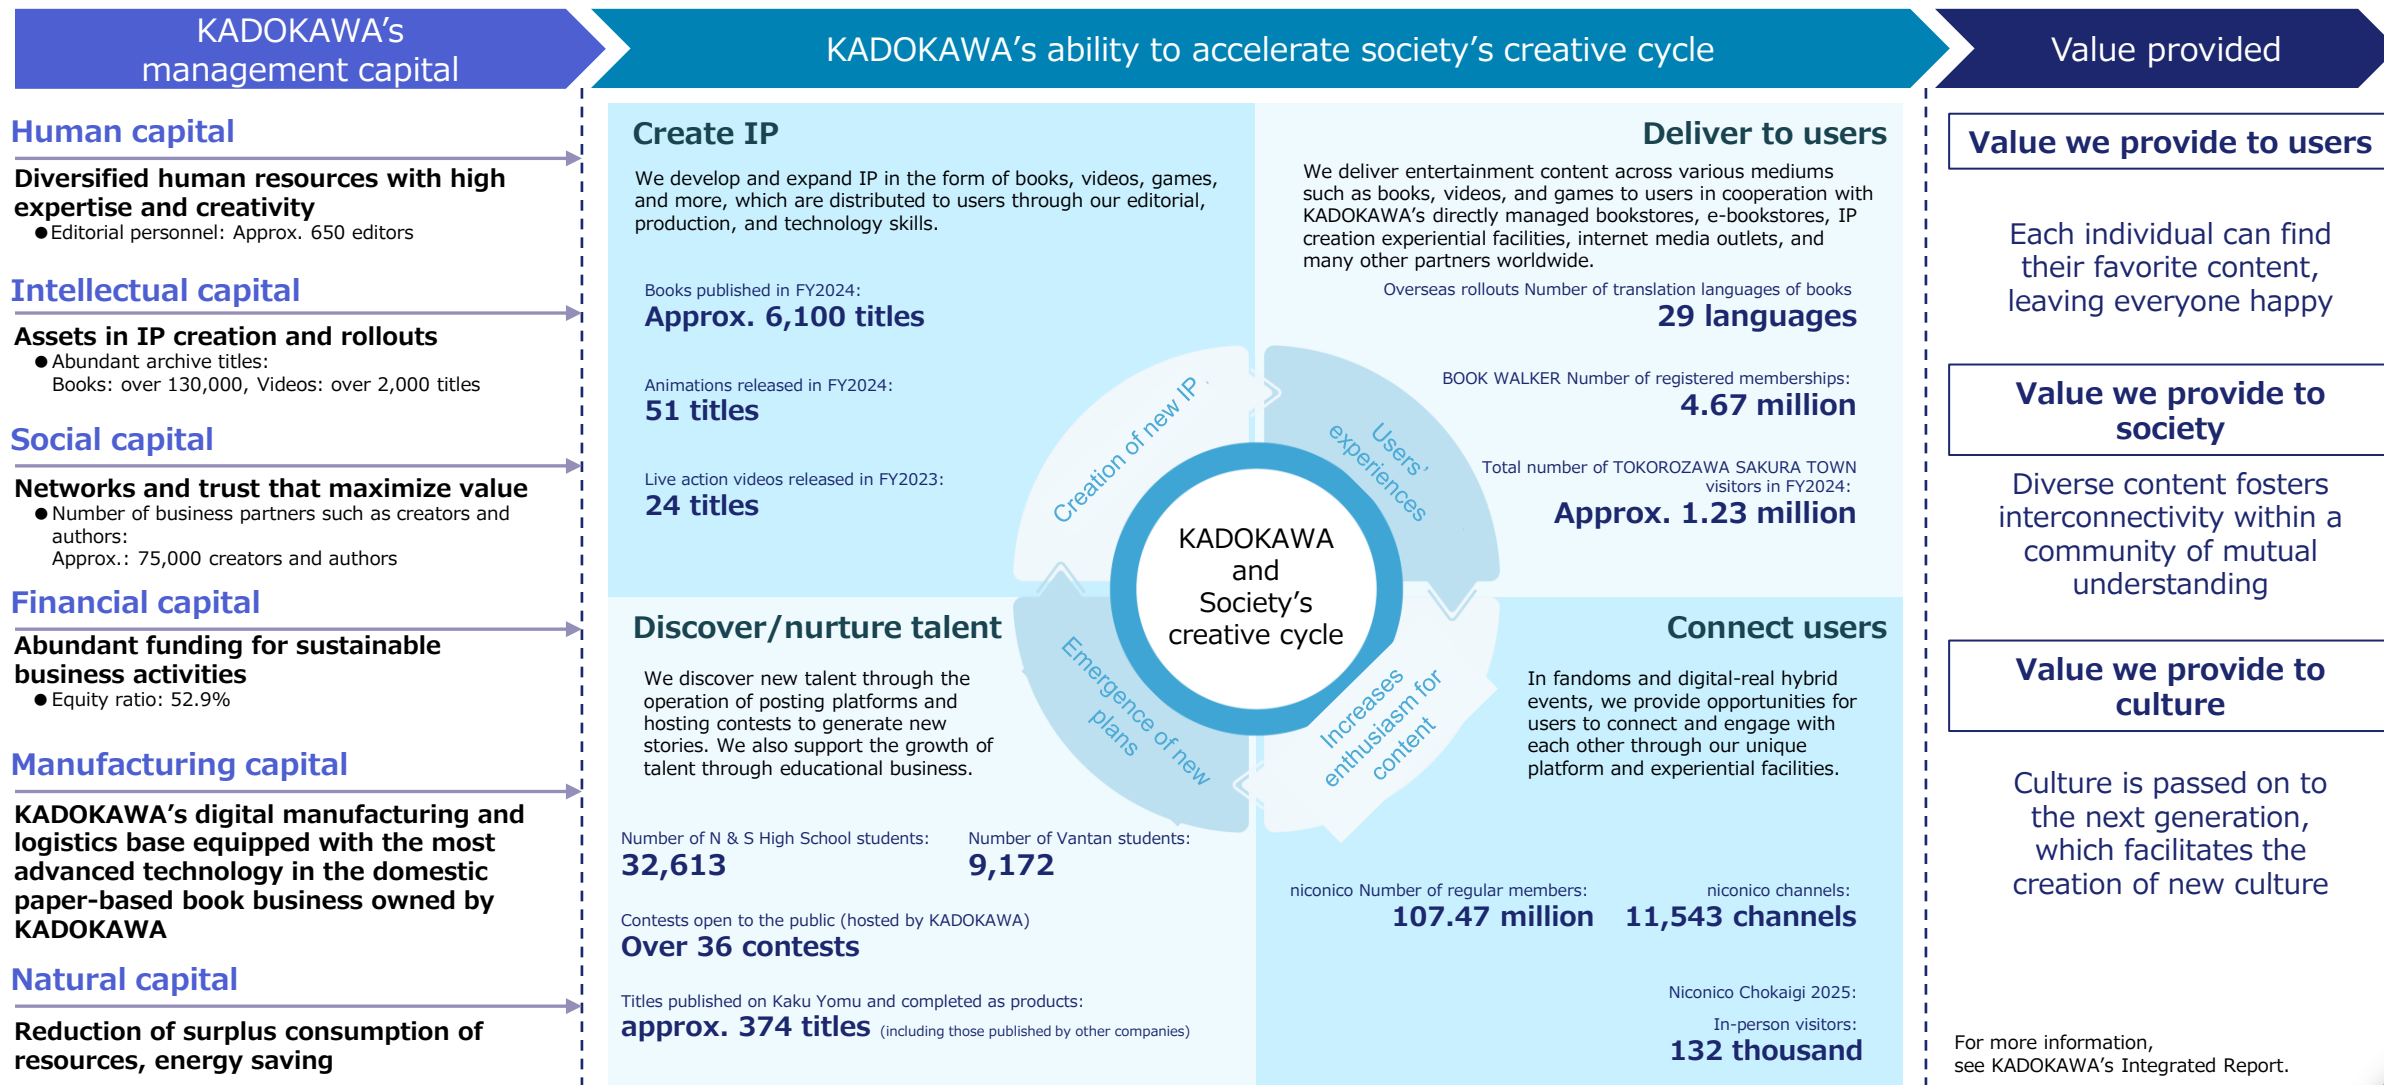 KADOKAWA's
management capital
KADOKAWA's ability to accelerate society's creative cycle
Value provided
Human capital
Diversified human resources with high
expertise and creativity
●Editorial personnel: Approx. 650 editors
Intellectual capital
Assets in IP creation and rollouts
●Abundant archive titles:
Books: over 130,000, Videos: over 2,000 titles
Social capital
Networks and trust that maximize value
●Number of business partners such as creators and
authors:
Approx.: 75,000 creators and authors
Financial capital
Abundant funding for sustainable
business activities
●Equity ratio: 52.9%
Manufacturing capital
KADOKAWA's digital manufacturing and
logistics base equipped with the most
advanced technology in the domestic
paper-based book business owned by
KADOKAWA
Natural capital
Reduction of surplus consumption of
resources, energy saving
Create IP
We develop and expand IP in the form of books, videos, games,
and more, which are distributed to users through our editorial,
production, and technology skills.
Books published in FY2024:
Approx. 6,100 titles
Animations released in FY2024:
51 titles
Live action videos released in FY2023:
24 titles
Deliver to users
We deliver entertainment content across various mediums
such as books, videos, and games to users in cooperation with
KADOKAWA's directly managed bookstores, e-bookstores, IP
creation experiential facilities, internet media outlets, and
many other partners worldwide.
Overseas rollouts Number of translation languages of books
29 languages
BOOK WALKER Number of registered memberships:
4.67 million
Total number of TOKOROZAWA SAKURA TOWN
visitors in FY2024:
Approx. 1.23 million
Creation of new IP
Users'
experiences
KADOKAWA
and
Society's
creative cycle
Emergence of new
plans
Increases
enthusiasm for
content
Discover/nurture talent
We discover new talent through the
operation of posting platforms and
hosting contests to generate new
stories. We also support the growth of
talent through educational business.
Number of N & S High School students:
32,613
Number of Vantan students:
9,172
Contests open to the public (hosted by KADOKAWA)
Over 36 contests
Titles published on Kaku Yomu and completed as products:
approx. 374 titles (including those published by other companies)
Connect users
In fandoms and digital-real hybrid
events, we provide opportunities for
users to connect and engage with
each other through our unique
platform and experiential facilities.
niconico Number of regular members:
107.47 million
niconico channels:
11,543 channels
Niconico Chokaigi 2025:
In-person visitors:
132 thousand
Value we provide to users
Each individual can find
their favorite content,
leaving everyone happy
Value we provide to
society
Diverse content fosters
interconnectivity within a
community of mutual
understanding
Value we provide to
culture
Culture is passed on to
the next generation,
which facilitates the
creation of new culture
For more information,
see KADOKAWA's Integrated Report.